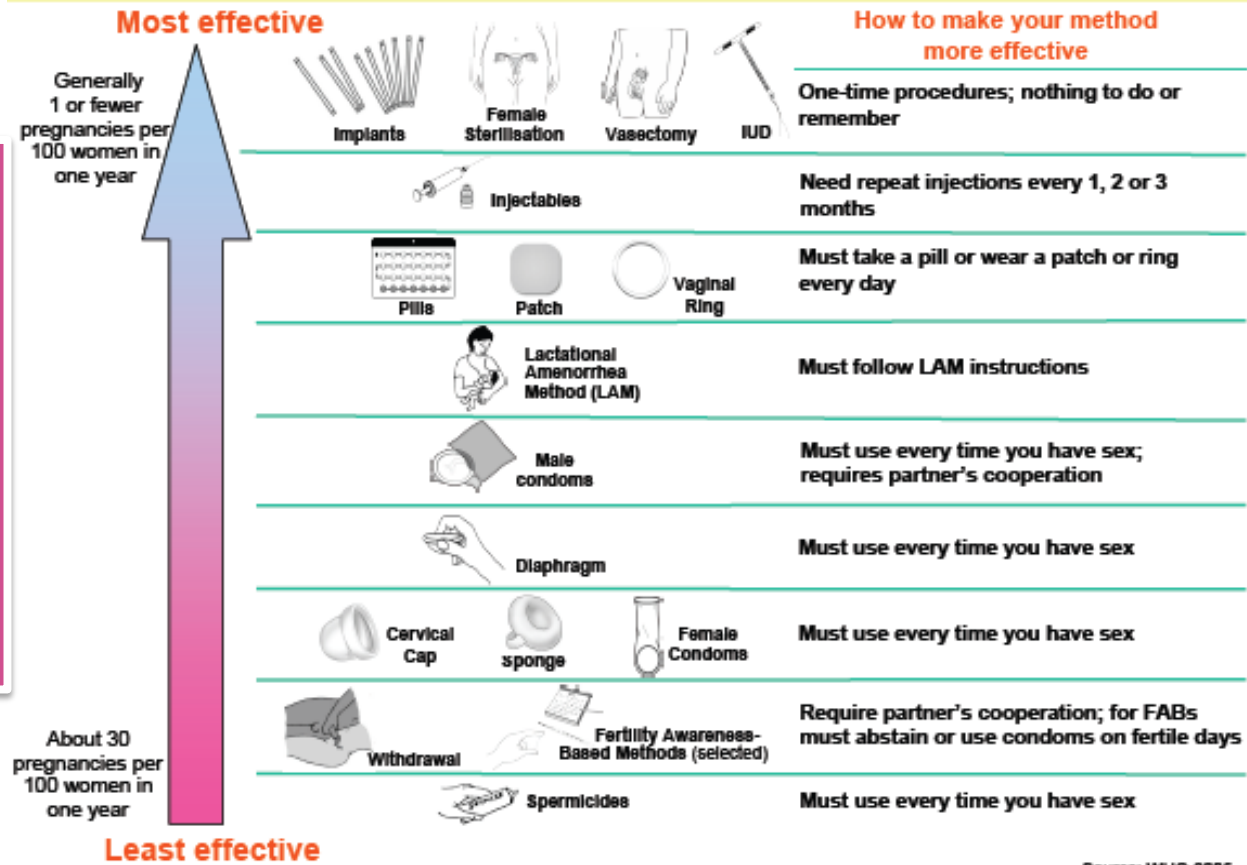 Most effective
How to make your method
more effective
Generally
1 or fewer
pregnancies per
100 women in
one year
Implants
Female
Sterilisation
Vasectomy
IUD
One-time procedures; nothing to do or
remember
Injectables
Need repeat injections every 1, 2 or 3
months
Pills
Patch
Vaginal
Ring
Must take a pill or wear a patch or ring
every day
Lactational
Amenorrhea
Method (LAM)
Must follow LAM instructions
Male
condoms
Must use every time you have sex;
requires partner's cooperation
Diaphragm
Must use every time you have sex
Cervical
Cap
Sponge
Female
Condoms
Must use every time you have sex
About 30
pregnancies per
100 women in
one year
Withdrawal
Fertility Awareness-
Based Methods (selected)
Require partner's cooperation; for FABs
must abstain or use condoms on fertile days
Spermicides
Must use every time you have sex
Least effective